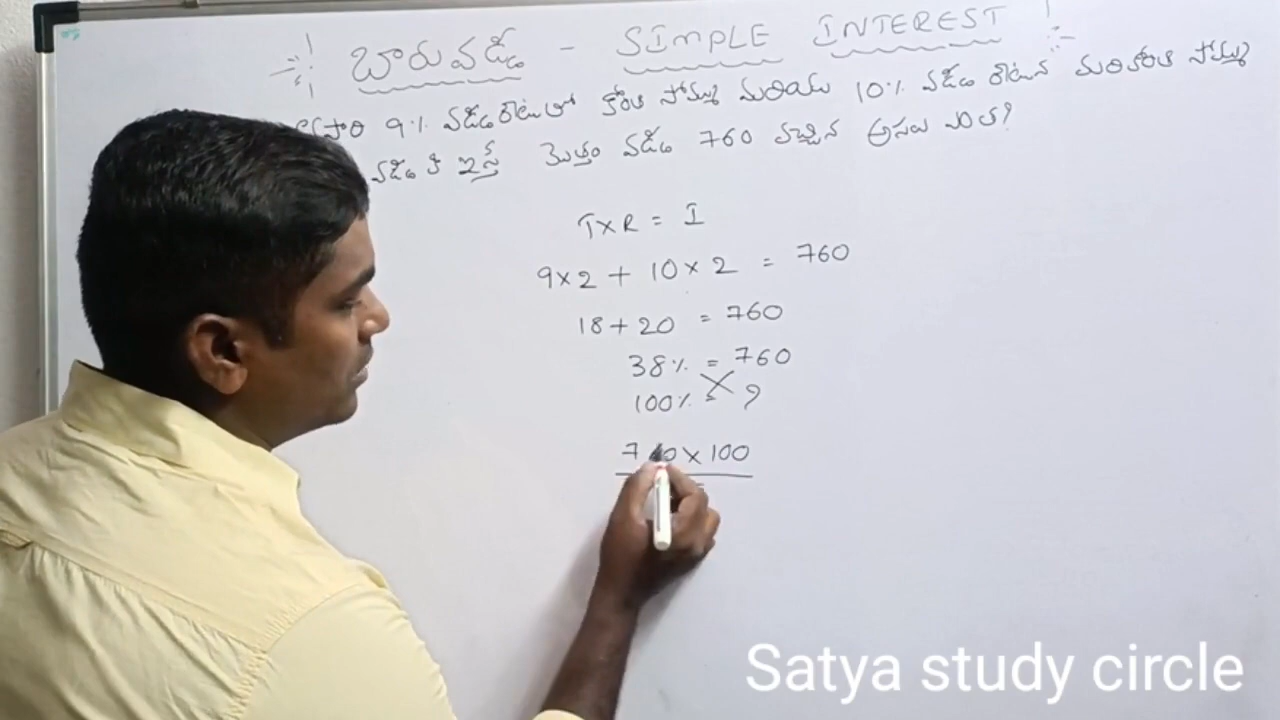 బారువడ్డీ - SIMPLE INTEREST
9% వడ్డీ రేటులో కొంత సొమ్ము మరియు 10% వడ్డీ రేటున మరికొంత సొమ్ము
వడ్డీ కి ఇస్తే మొత్తం వడ్డీ 760 వచ్చిన అసలు ఎంత?
T×R = I
9×2 + 10×2 = 760
18+20 = 760
38% = 760
100% = ?
760×100
Satya study circle